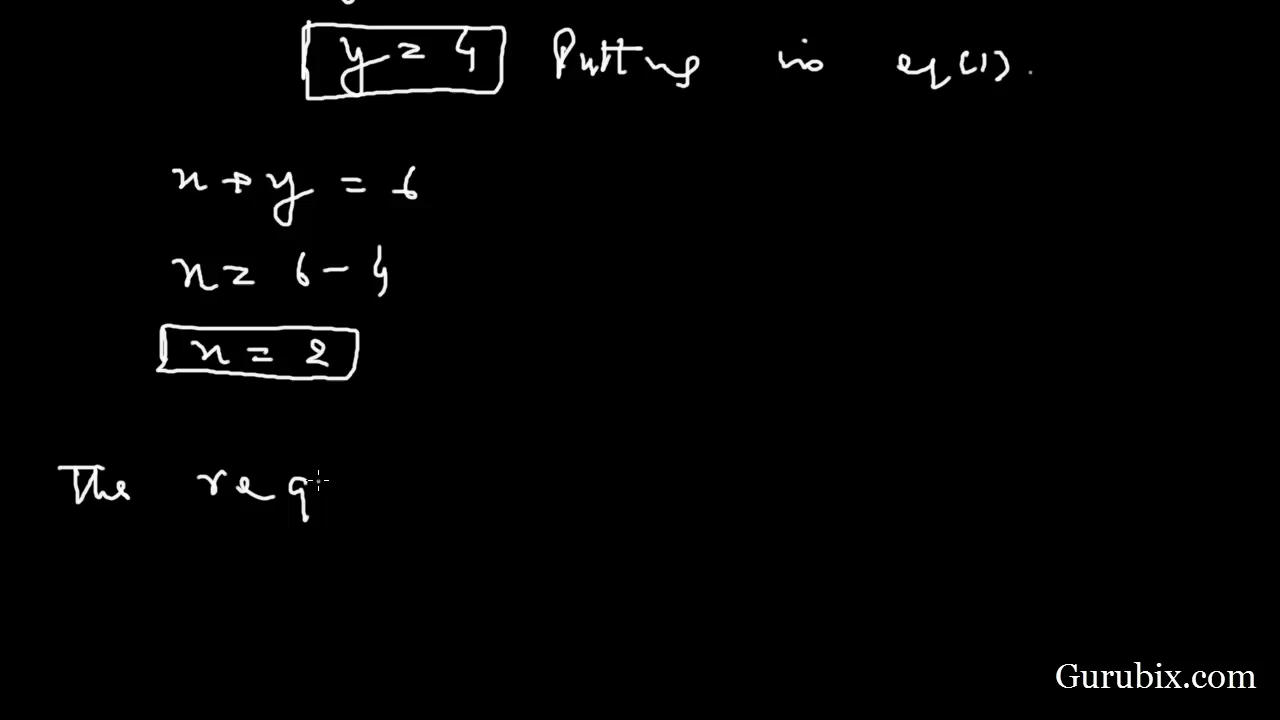 y = 4 Putting in eq(1).
x + y = 6
x = 6 - 4
x = 2
The req
Gurubix.com